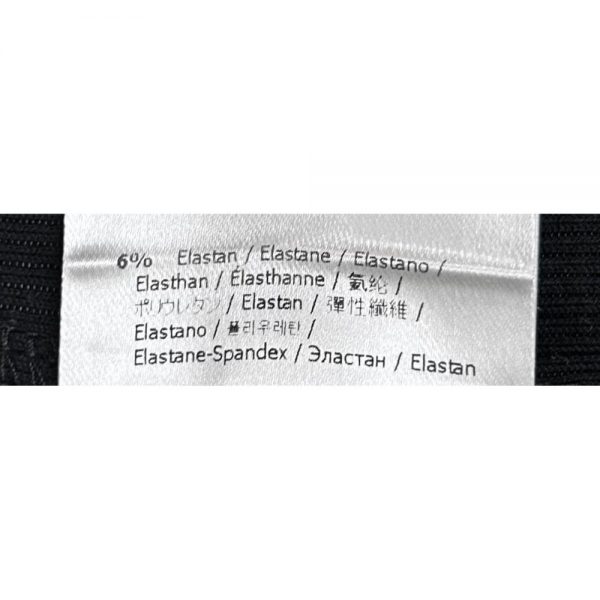 6% Elastan / Elastane / Elastano /
Elasthan / Élasthanne / 氨纶 /
ポリウレタン / Elastan / 彈性纖維 /
Elastano / 폴리우레탄 /
Elastane-Spandex / Эластан / Elastan